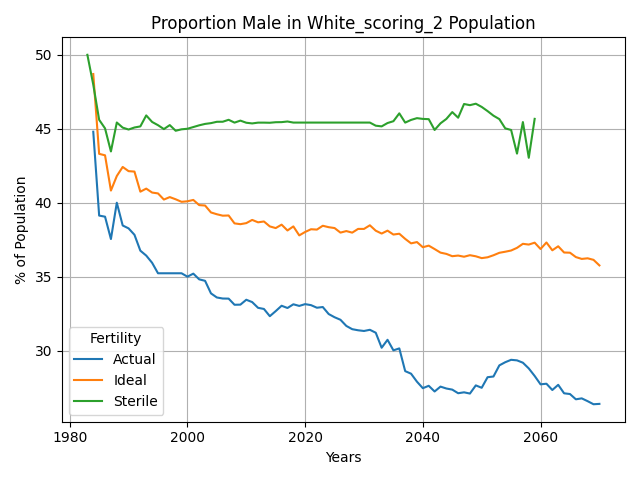 Proportion Male in White_scoring_2 Population
% of Population
50
45
40
35
30
Fertility
Actual
Ideal
Sterile
1980
2000
2020
2040
2060
Years